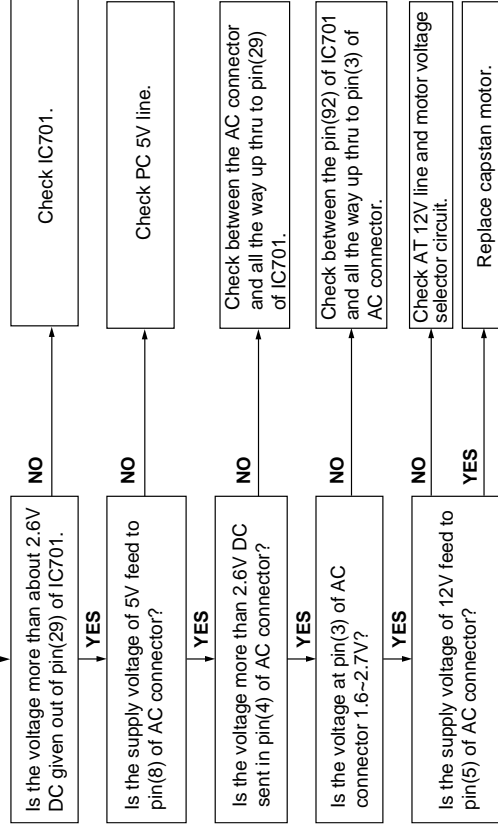 Is the voltage more than about 2.6V
DC given out of pin(29) of IC701.
NO
Check IC701.
YES
Is the supply voltage of 5V feed to
pin(8) of AC connector?
NO
Check PC 5V line.
YES
Is the voltage more than 2.6V DC
sent in pin(4) of AC connector?
NO
Check between the AC connector
and all the way up thru to pin(29)
of IC701.
YES
Is the voltage at pin(3) of AC
connector 1.6~2.7V?
NO
Check between the pin(92) of IC701
and all the way up thru to pin(3) of
AC connector.
YES
Is the supply voltage of 12V feed to
pin(5) of AC connector?
NO
Check AT 12V line and motor voltage
selector circuit.
YES
Replace capstan motor.